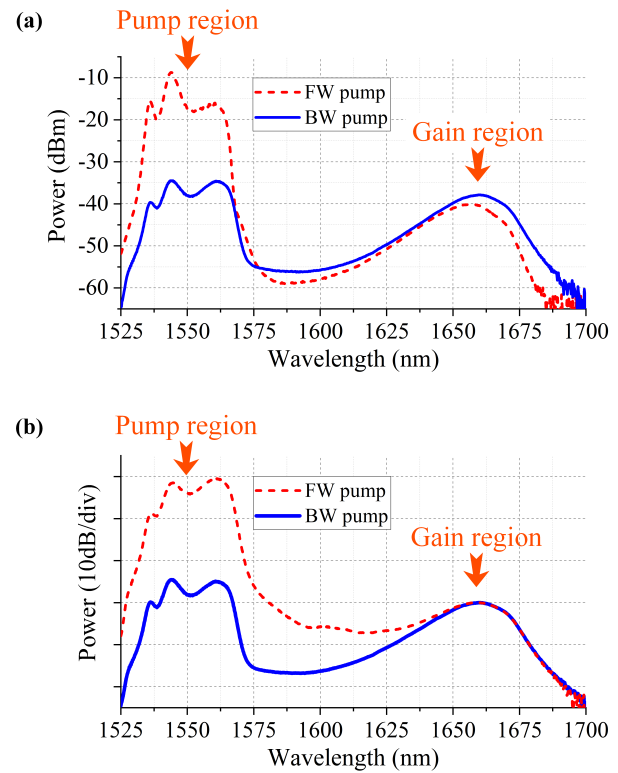 (a)
Pump region
-10
-20
-30
-40
-50
-60
Power (dBm)
FW pump
BW pump
Gain region
1525 1550 1575 1600 1625 1650 1675 1700
Wavelength (nm)
(b)
Pump region
Power (10dB/div)
FW pump
BW pump
Gain region
1525 1550 1575 1600 1625 1650 1675 1700
Wavelength (nm)